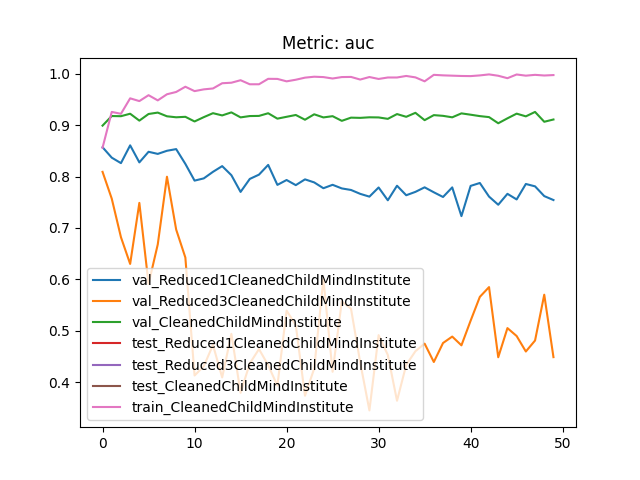 Metric: auc
1.0
0.9
0.8
0.7
0.6
0.5
0.4
val_Reduced1CleanedChildMindInstitute
val_Reduced3CleanedChildMindInstitute
val_CleanedChildMindInstitute
test_Reduced1CleanedChildMindInstitute
test_Reduced3CleanedChildMindInstitute
test_CleanedChildMindInstitute
train_CleanedChildMindInstitute
0 10 20 30 40 50